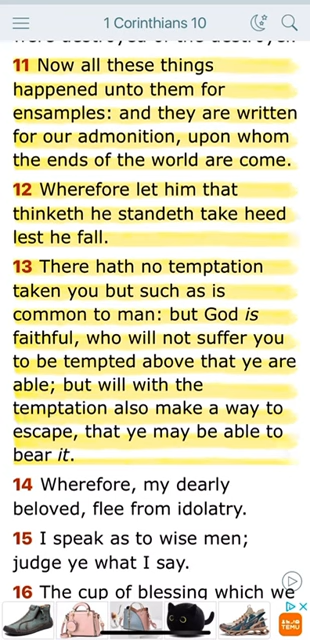 1 Corinthians 10
11 Now all these things
happened unto them for
ensamples: and they are written
for our admonition, upon whom
the ends of the world are come.
12 Wherefore let him that
thinketh he standeth take heed
lest he fall.
13 There hath no temptation
taken you but such as is
common to man: but God is
faithful, who will not suffer you
to be tempted above that ye are
able; but will with the
temptation also make a way to
escape, that ye may be able to
bear it.
14 Wherefore, my dearly
beloved, flee from idolatry.
15 I speak as to wise men;
judge ye what I say.
16 The cup of blessing which we
TEMU